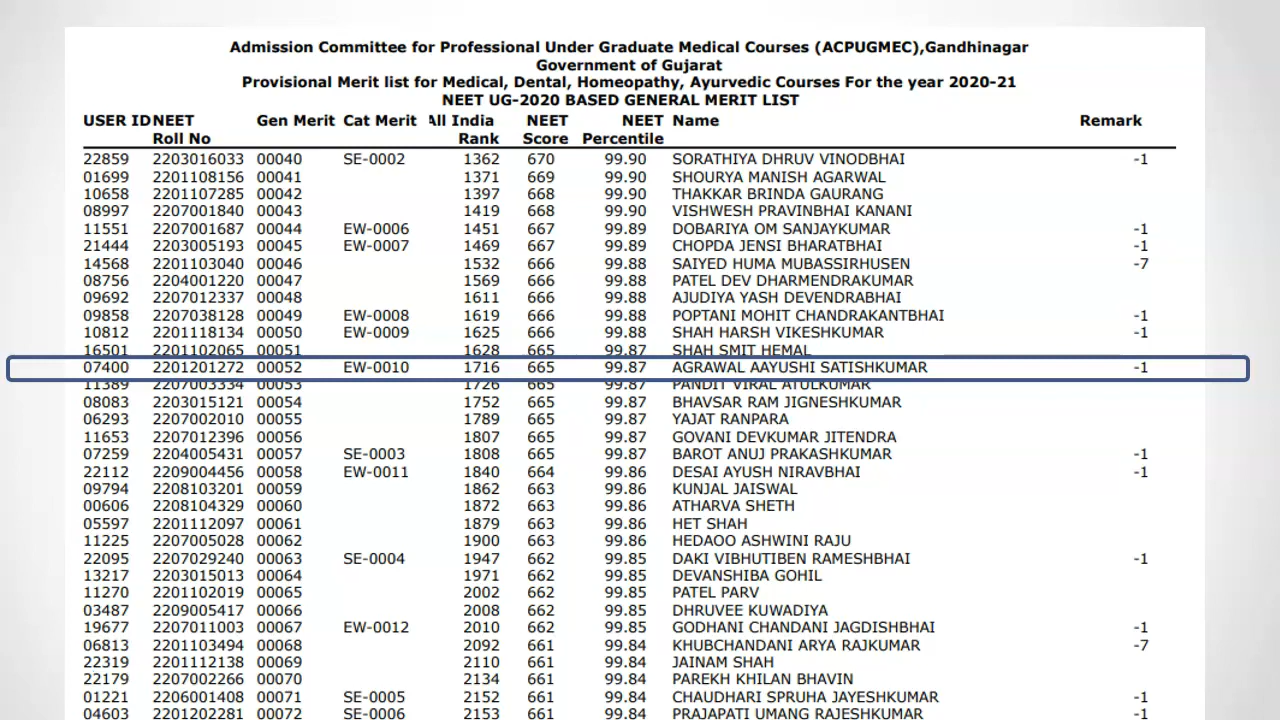 Admission Committee for Professional Under Graduate Medical Courses (ACPUGMEC),Gandhinagar
Government of Gujarat
Provisional Merit list for Medical, Dental, Homeopathy, Ayurvedic Courses For the year 2020-21
NEET UG-2020 BASED GENERAL MERIT LIST
USER ID NEET Gen Merit Cat Merit All India NEET NEET Name Remark
Roll No Rank Score Percentile
22859 2203016033 00040 SE-0002 1362 670 99.90 SORATHIYA DHRUV VINODBHAI -1
01699 2201108156 00041 1371 669 99.90 SHOURYA MANISH AGARWAL
10658 2201107285 00042 1397 668 99.90 THAKKAR BRINDA GAURANG
08997 2207001840 00043 1419 668 99.90 VISHWESH PRAVINBHAI KANANI
11551 2207001687 00044 EW-0006 1451 667 99.89 DOBARIYA OM SANJAYKUMAR -1
21444 2203005193 00045 EW-0007 1469 667 99.89 CHOPDA JENSI BHARATBHAI -1
14568 2201103040 00046 1532 666 99.88 SAIYED HUMA MUBASSIRHUSEN -7
08756 2204001220 00047 1569 666 99.88 PATEL DEV DHARMENDRAKUMAR
09692 2207012337 00048 1611 666 99.88 AJUDIYA YASH DEVENDRABHAI
09858 2207038128 00049 EW-0008 1619 666 99.88 POPTANI MOHIT CHANDRAKANTBHAI -1
10812 2201118134 00050 EW-0009 1625 666 99.88 SHAH HARSH VIKESHKUMAR -1
16501 2201102065 00051 1628 665 99.87 SHAH SMIT HEMAL
07400 2201201272 00052 EW-0010 1716 665 99.87 AGRAWAL AAYUSHI SATISHKUMAR -1
11389 2207003334 00053 1726 665 99.87 PANDIT VIRAL ATULKUMAR
08083 2203015121 00054 1752 665 99.87 BHAVSAR RAM JIGNESHKUMAR
06293 2207002010 00055 1789 665 99.87 YAJAT RANPARA
11653 2207012396 00056 1807 665 99.87 GOVANI DEVKUMAR JITENDRA
07259 2204005431 00057 SE-0003 1808 665 99.87 BAROT ANUJ PRAKASHKUMAR -1
22112 2209004456 00058 EW-0011 1840 664 99.86 DESAI AYUSH NIRAVBHAI -1
09794 2208103201 00059 1862 663 99.86 KUNJAL JAISWAL
00606 2208104329 00060 1872 663 99.86 ATHARVA SHETH
05597 2201112097 00061 1879 663 99.86 HET SHAH
11225 2207005028 00062 1900 663 99.86 HEDAOO ASHWINI RAJU
22095 2207029240 00063 SE-0004 1947 662 99.85 DAKI VIBHUTIBEN RAMESHBHAI -1
13217 2203015013 00064 1971 662 99.85 DEVANSHIBA GOHIL
11270 2201102019 00065 2002 662 99.85 PATEL PARV
03487 2209005417 00066 2008 662 99.85 DHRUVEE KUWADIYA
19677 2207011003 00067 EW-0012 2010 662 99.85 GODHANI CHANDANI JAGDISHBHAI -1
06813 2201103494 00068 2092 661 99.84 KHUBCHANDANI ARYA RAJKUMAR -7
22319 2201112138 00069 2110 661 99.84 JAINAM SHAH
22179 2207002266 00070 2134 661 99.84 PAREKH KHILAN BHAVIN
01221 2206001408 00071 SE-0005 2152 661 99.84 CHAUDHARI SPRUHA JAYESHKUMAR -1
04603 2201202281 00072 SE-0006 2153 661 99.84 PRAJAPATI UMANG RAJESHKUMAR -1